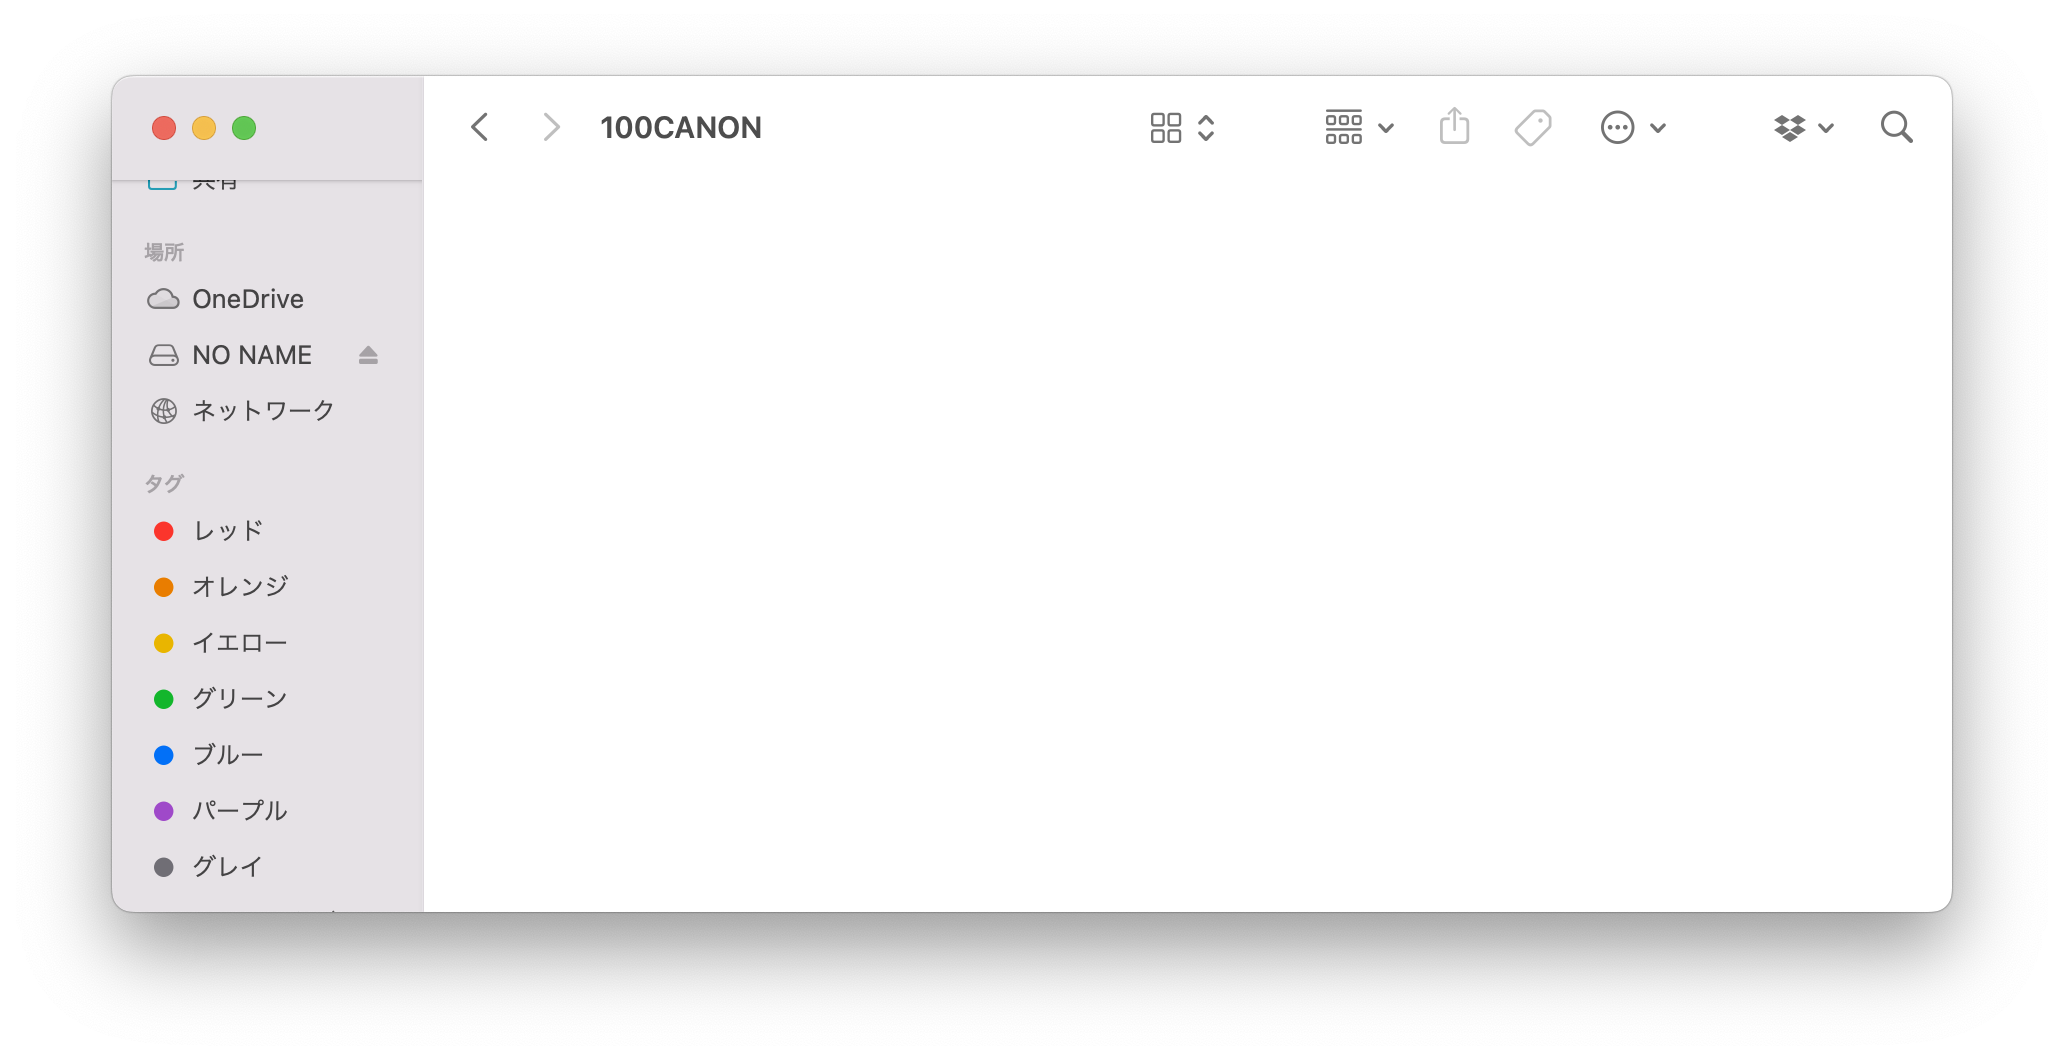 100CANON
共有
場所
OneDrive
NO NAME
ネットワーク
タグ
レッド
オレンジ
イエロー
グリーン
ブルー
パープル
グレイ